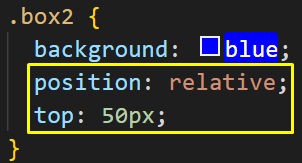 .box2 {
background: blue;
position: relative;
top: 50px;
}